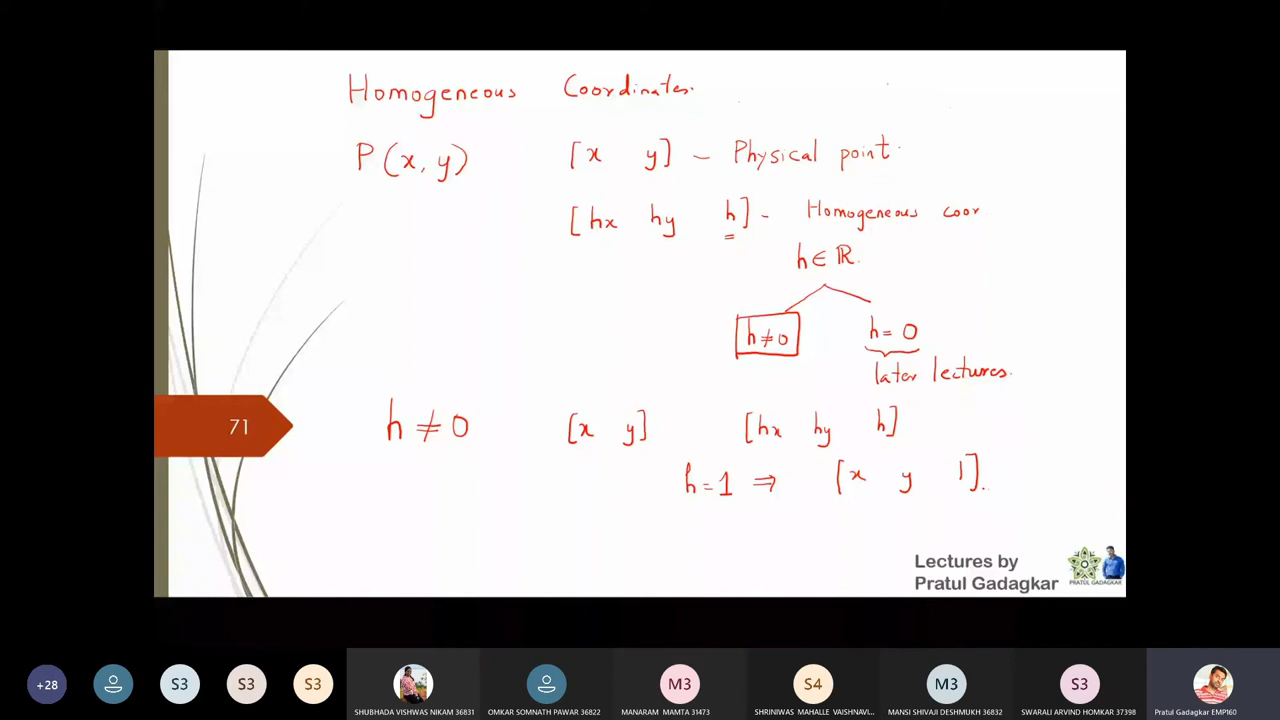 Homogeneous Coordinates.
P(x, y) [x y] – Physical point.
[hx hy h] – Homogeneous coor
h ∈ ℝ.
h ≠ 0 h = 0
later lectures.
71
h ≠ 0 [x y] [hx hy h]
h = 1 ⇒ [x y 1].
Lectures by
Pratul Gadagkar
PRATUL GADAGKAR
+28 S3 S3 S3 M3 S4 M3 S3
SHUBHADA VISHWAS NIKAM 36831 OMKAR SOMNATH PAWAR 36822 MANARAM MAMTA 31473 SHRINIWAS MAHALLE VAISHNAVI... MANSI SHIVAJI DESHMUKH 36832 SWARALI ARVIND HOMKAR 37398 Pratul Gadagkar EMP160